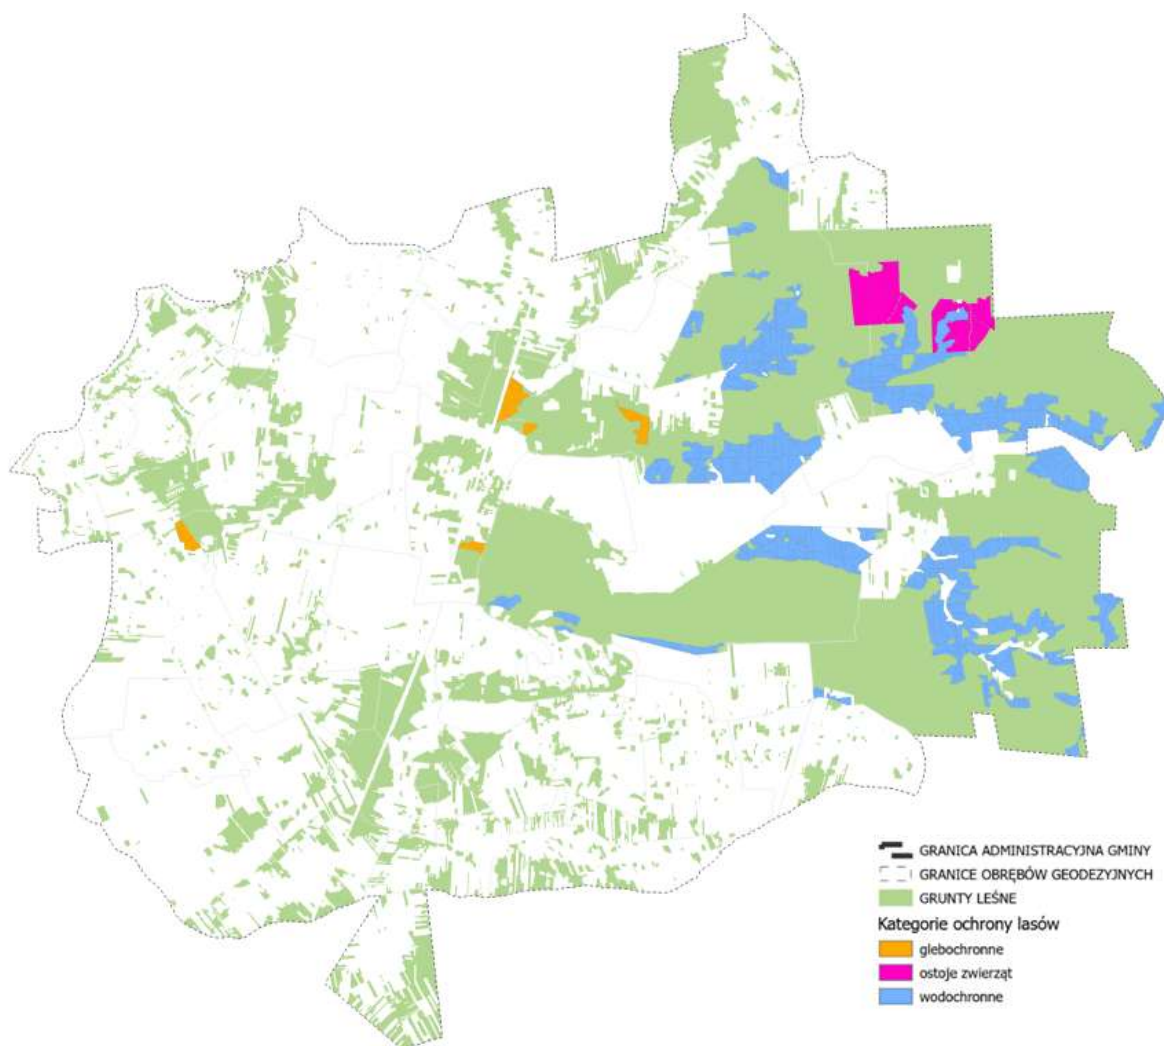 GRANICA ADMINISTRACYJNA GMINY
GRANICE OBRĘBÓW GEODEZYJNYCH
GRUNTY LEŚNE
Kategorie ochrony lasów
glebochronne
ostoje zwierząt
wodochronne